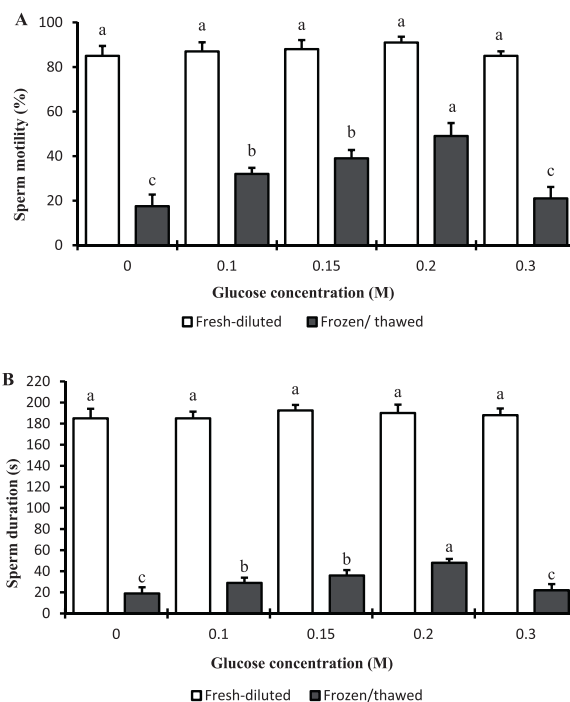 A
100
80
60
40
20
0
Sperm motility (%)
a a a a a
c b b a c
0 0.1 0.15 0.2 0.3
Glucose concentration (M)
Fresh-diluted Frozen/ thawed
B
220
200
180
160
140
120
100
80
60
40
20
0
Sperm duration (s)
a a a a a
c b b a c
0 0.1 0.15 0.2 0.3
Glucose concentration (M)
Fresh-diluted Frozen/thawed